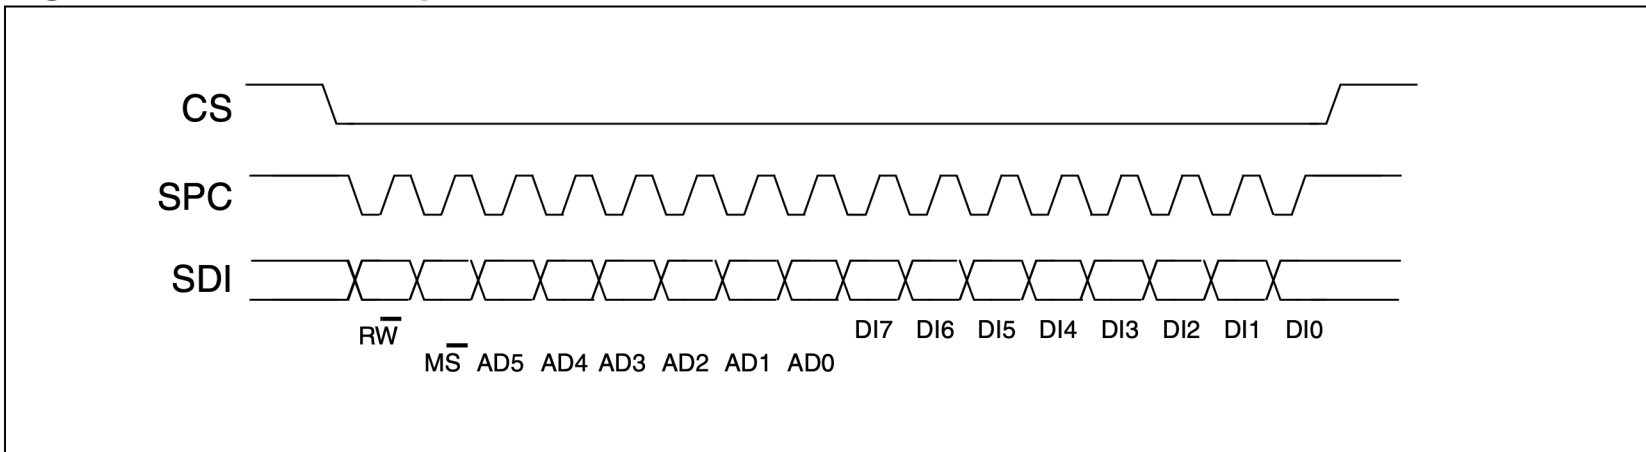 CS
SPC
SDI
RW̅ DI7 DI6 DI5 DI4 DI3 DI2 DI1 DI0
MS̅ AD5 AD4 AD3 AD2 AD1 AD0